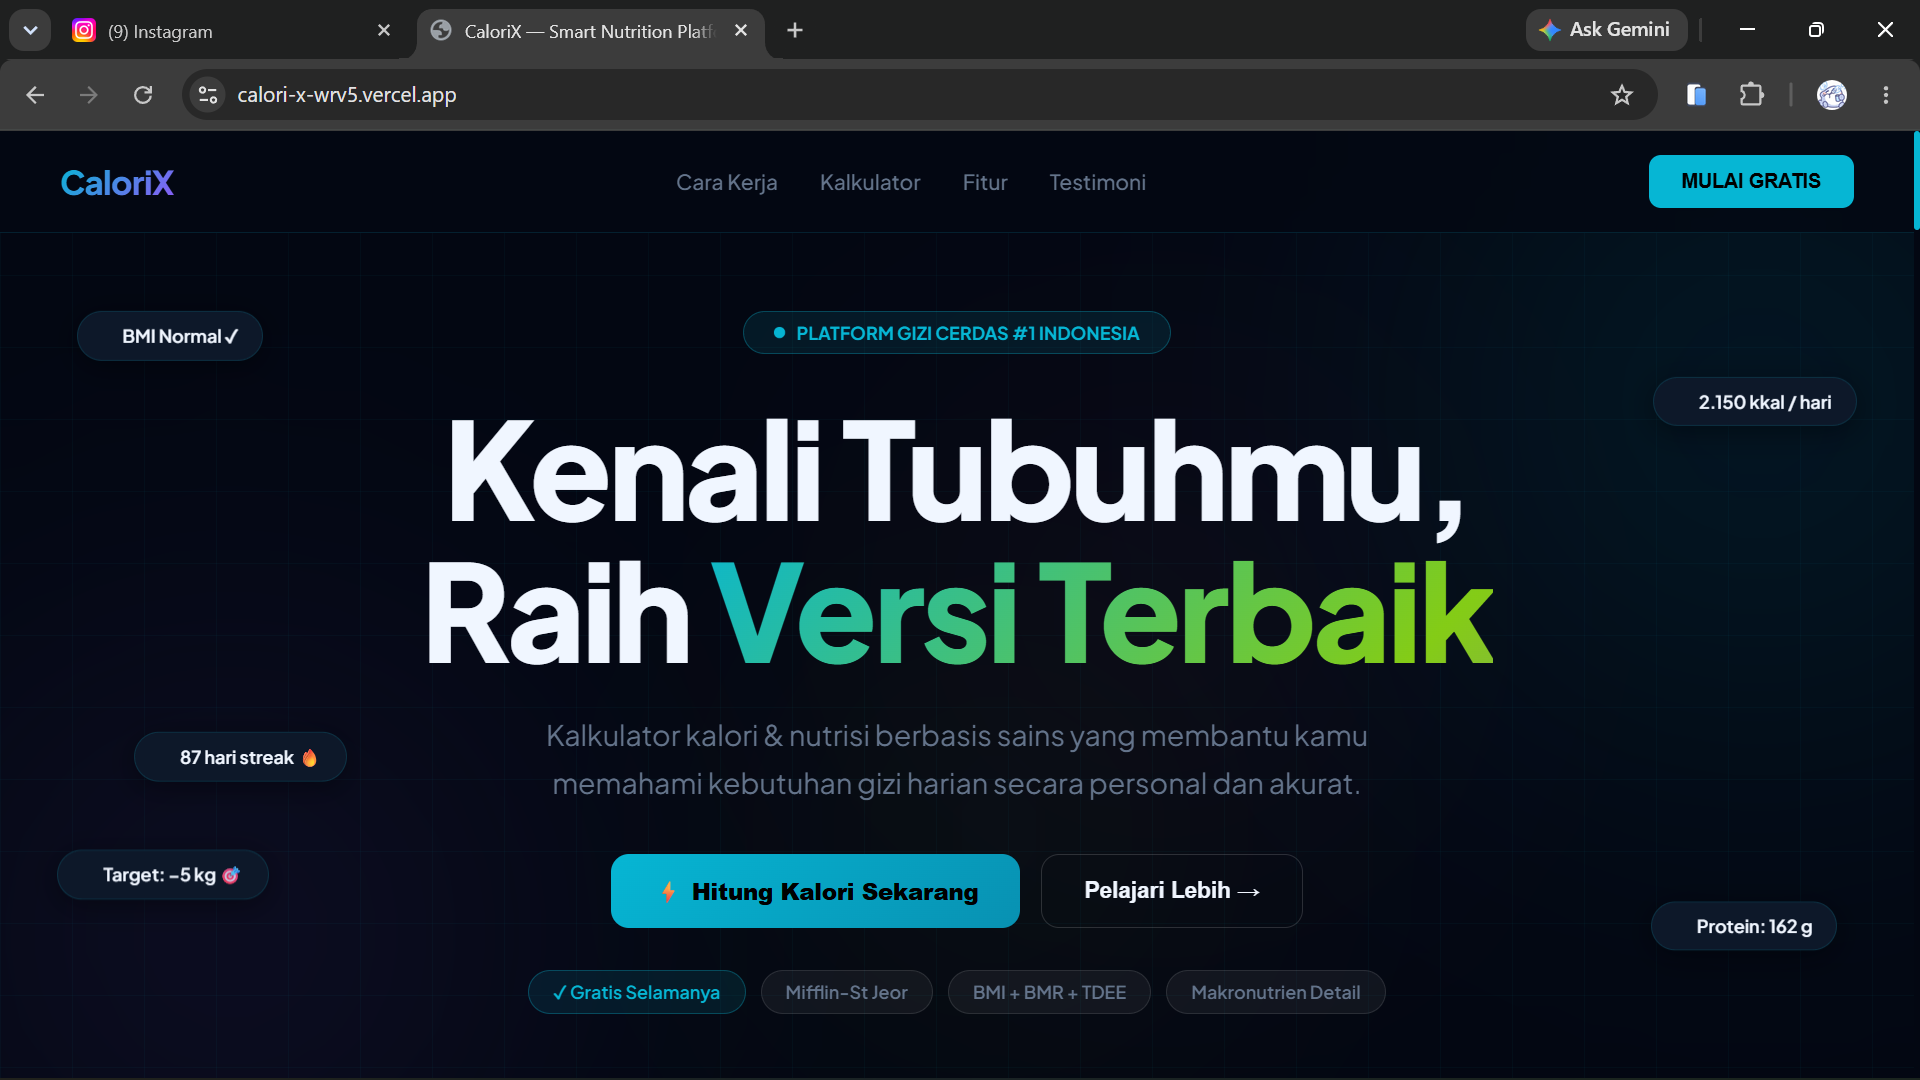 (9) Instagram
CaloriX — Smart Nutrition Platf
Ask Gemini
calori-x-wrv5.vercel.app
CaloriX
Cara Kerja
Kalkulator
Fitur
Testimoni
MULAI GRATIS
BMI Normal ✓
PLATFORM GIZI CERDAS #1 INDONESIA
2.150 kkal / hari
Kenali Tubuhmu,
Raih Versi Terbaik
Kalkulator kalori & nutrisi berbasis sains yang membantu kamu
memahami kebutuhan gizi harian secara personal dan akurat.
87 hari streak 🔥
Target: −5 kg 🎯
⚡ Hitung Kalori Sekarang
Pelajari Lebih →
Protein: 162 g
✓ Gratis Selamanya
Mifflin-St Jeor
BMI + BMR + TDEE
Makronutrien Detail